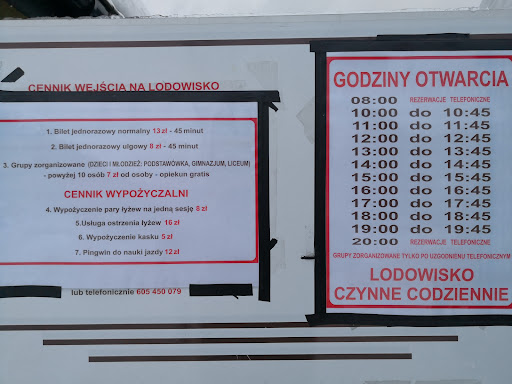 CENNIK WEJŚCIA NA LODOWISKO
1. Bilet jednorazowy normalny 13 zł - 45 minut
2. Bilet jednorazowy ulgowy 8 zł - 45 minut
3. Grupy zorganizowane (DZIECI I MŁODZIEŻ: PODSTAWÓWKA, GIMNAZJUM, LICEUM)
- powyżej 10 osób 7 zł od osoby - opiekun gratis
CENNIK WYPOŻYCZALNI
4. Wypożyczenie pary łyżew na jedną sesję 8 zł
5.Usługa ostrzenia łyżew 16 zł
6. Wypożyczenie kasku 5 zł
7. Pingwin do nauki jazdy 12zł
lub telefonicznie 605 450 079
GODZINY OTWARCIA
08:00 REZERWACJE TELEFONICZNE
10:00 do 10:45
11:00 do 11:45
12:00 do 12:45
13:00 do 13:45
14:00 do 14:45
15:00 do 15:45
16:00 do 16:45
17:00 do 17:45
18:00 do 18:45
19:00 do 19:45
20:00 REZERWACJE TELEFONICZNE
GRUPY ZORGANIZOWANE TYLKO PO UZGODNIENIU TELEFONICZNYM
LODOWISKO
CZYNNE CODZIENNIE